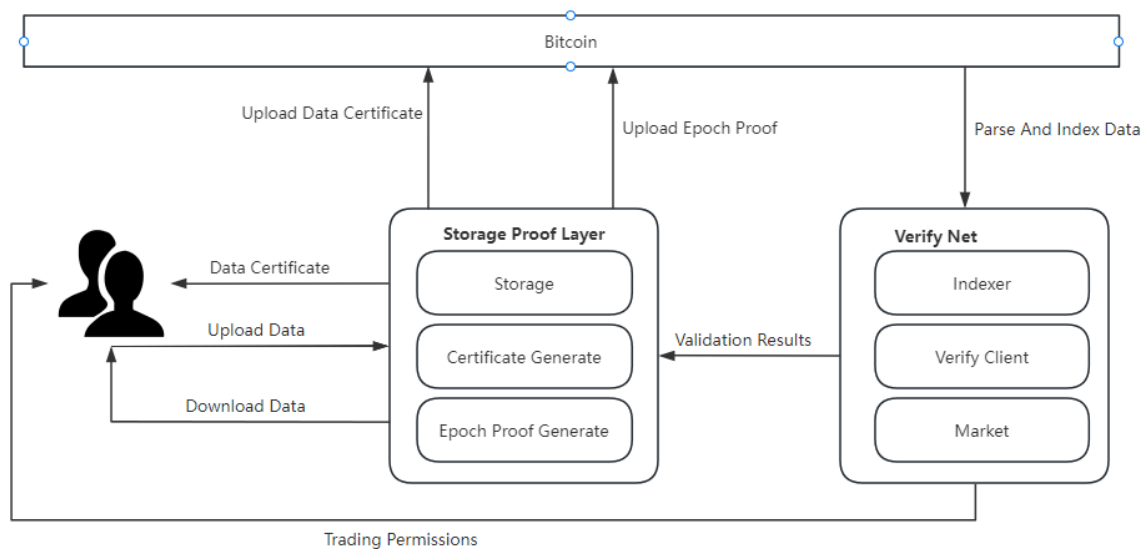 Bitcoin
Upload Data Certificate
Upload Epoch Proof
Parse And Index Data
Storage Proof Layer
Storage
Certificate Generate
Epoch Proof Generate
Verify Net
Indexer
Verify Client
Market
Data Certificate
Upload Data
Download Data
Validation Results
Trading Permissions